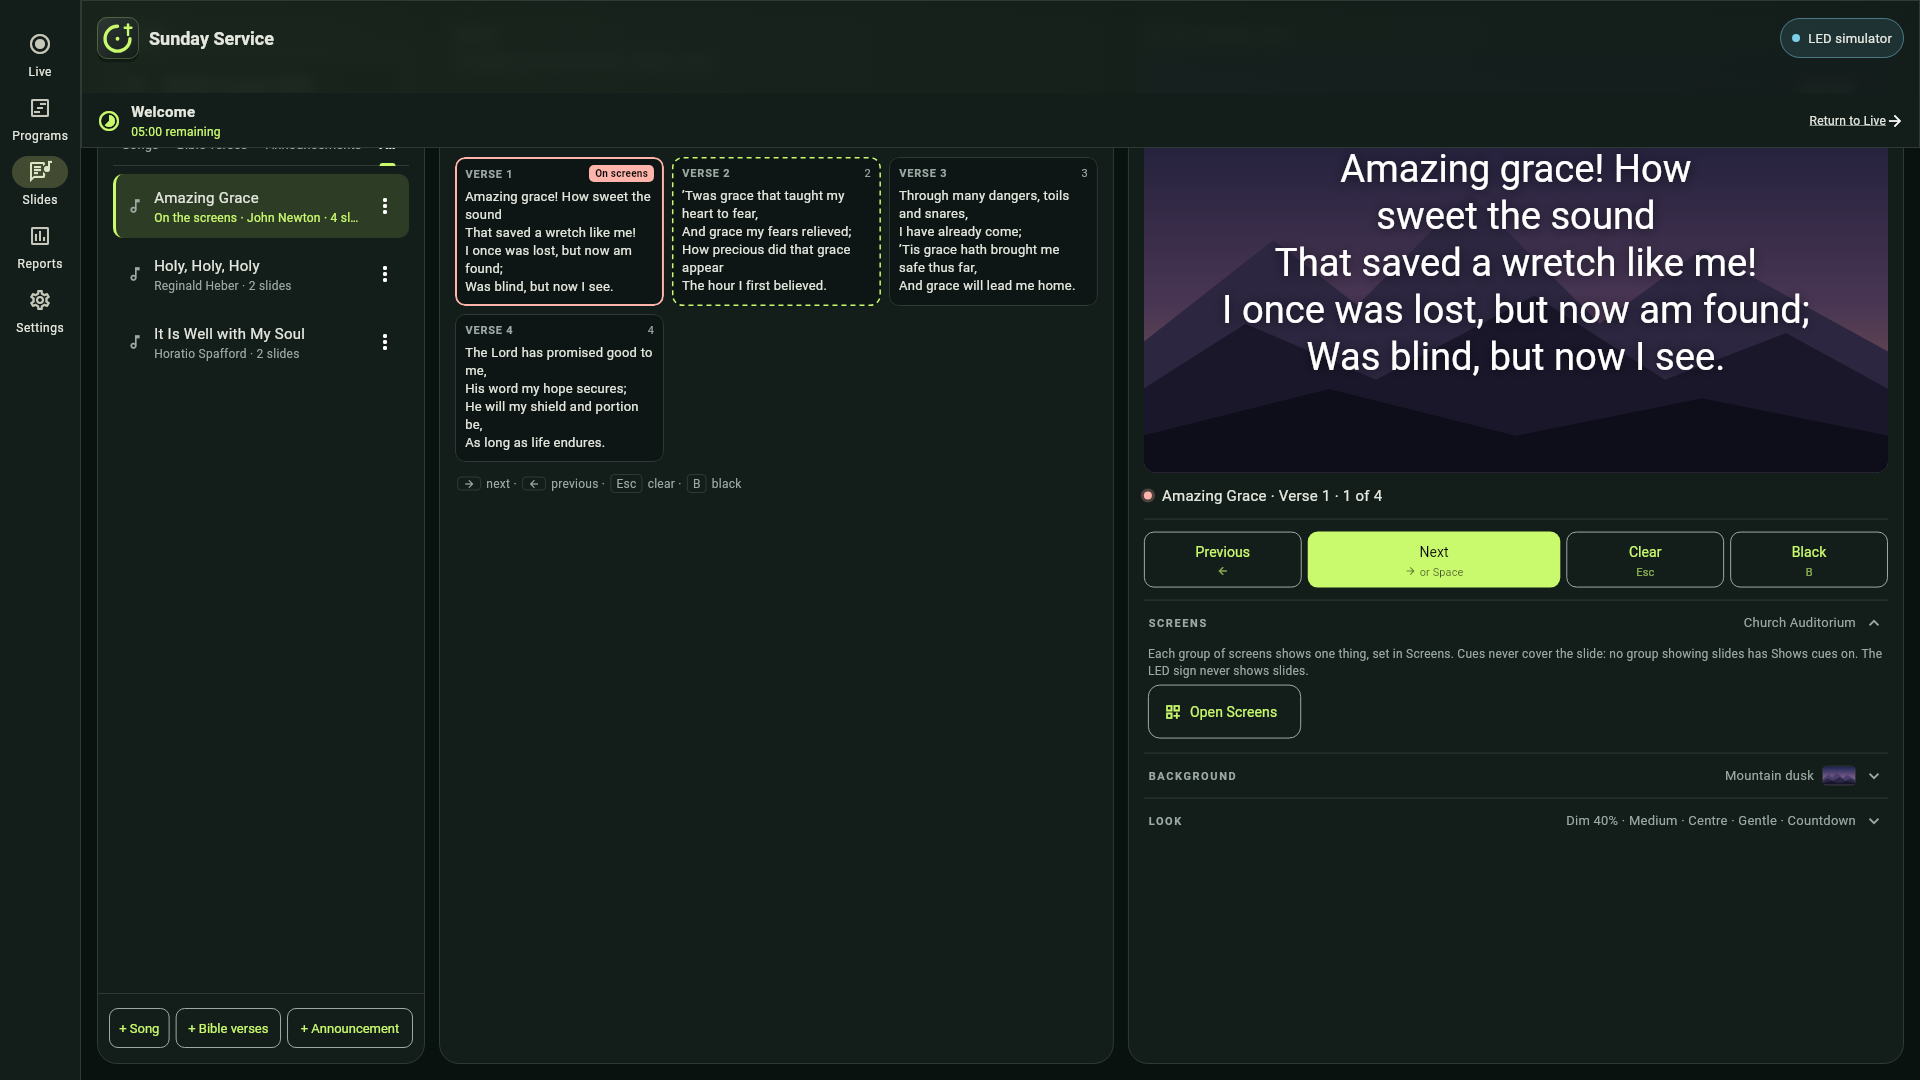 Sunday Service
LED simulator
Live
Programs
Slides
Reports
Settings
Welcome
05:00 remaining
Return to Live
Amazing Grace
On the screens · John Newton · 4 sl...
Holy, Holy, Holy
Reginald Heber · 2 slides
It Is Well with My Soul
Horatio Spafford · 2 slides
+ Song
+ Bible verses
+ Announcement
VERSE 1
On screens
Amazing grace! How sweet the
sound
That saved a wretch like me!
I once was lost, but now am
found;
Was blind, but now I see.
VERSE 2
2
’Twas grace that taught my
heart to fear,
And grace my fears relieved;
How precious did that grace
appear
The hour I first believed.
VERSE 3
3
Through many dangers, toils
and snares,
I have already come;
’Tis grace hath brought me
safe thus far,
And grace will lead me home.
VERSE 4
4
The Lord has promised good to
me,
His word my hope secures;
He will my shield and portion
be,
As long as life endures.
→ next · ← previous · Esc clear · B black
Amazing grace! How
sweet the sound
That saved a wretch like me!
I once was lost, but now am found;
Was blind, but now I see.
Amazing Grace · Verse 1 · 1 of 4
Previous
←
Next
→ or Space
Clear
Esc
Black
B
SCREENS
Church Auditorium
Each group of screens shows one thing, set in Screens. Cues never cover the slide: no group showing slides has Shows cues on. The
LED sign never shows slides.
Open Screens
BACKGROUND
Mountain dusk
LOOK
Dim 40% · Medium · Centre · Gentle · Countdown